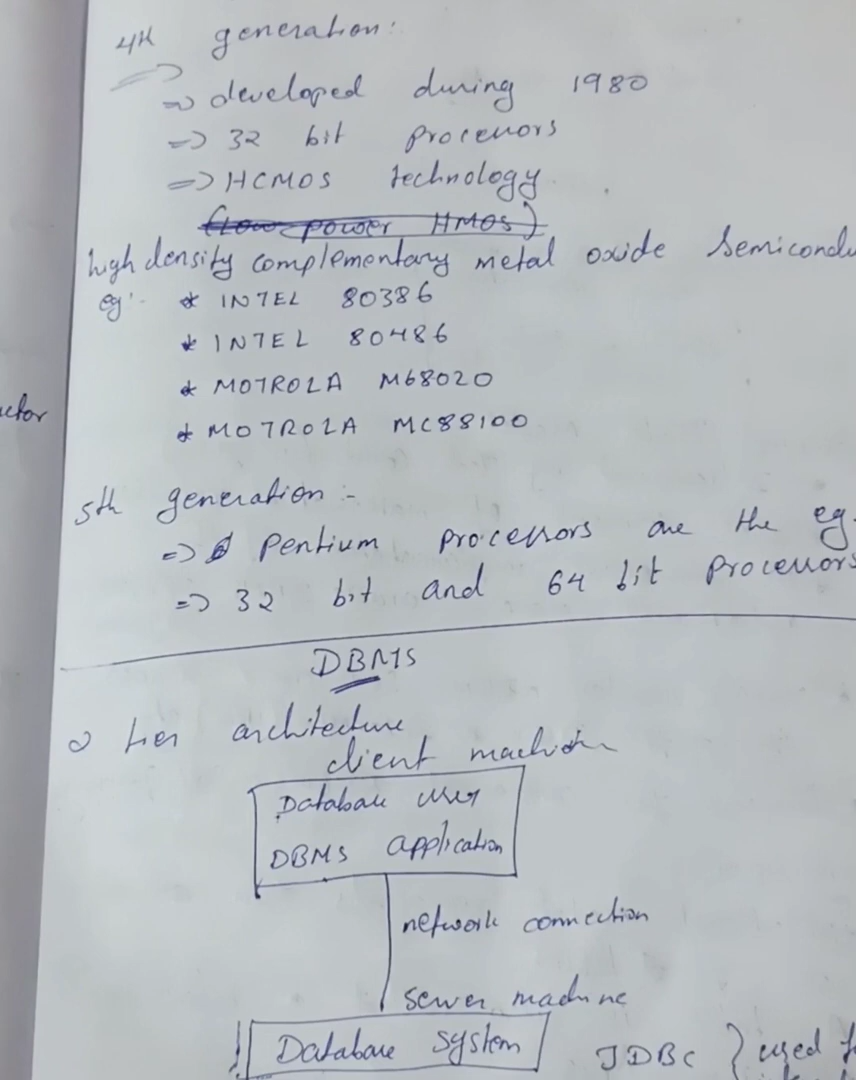 4th generation:
=> developed during 1980
=> 32 bit processors
=> HCMOS technology.
(Low power HMOS)
high density complementary metal oxide Semicondu
eg:- * INTEL 80386
* INTEL 80486
* MOTROLA M68020
ctor
* MOTROLA MC88100
5th generation :-
=> Pentium processors are the eg.
=> 32 bit and 64 bit processors
DBMS
2 tier architecture
client machine
Database user
DBMS application
network connection
server machine
Database system
JDBC } used